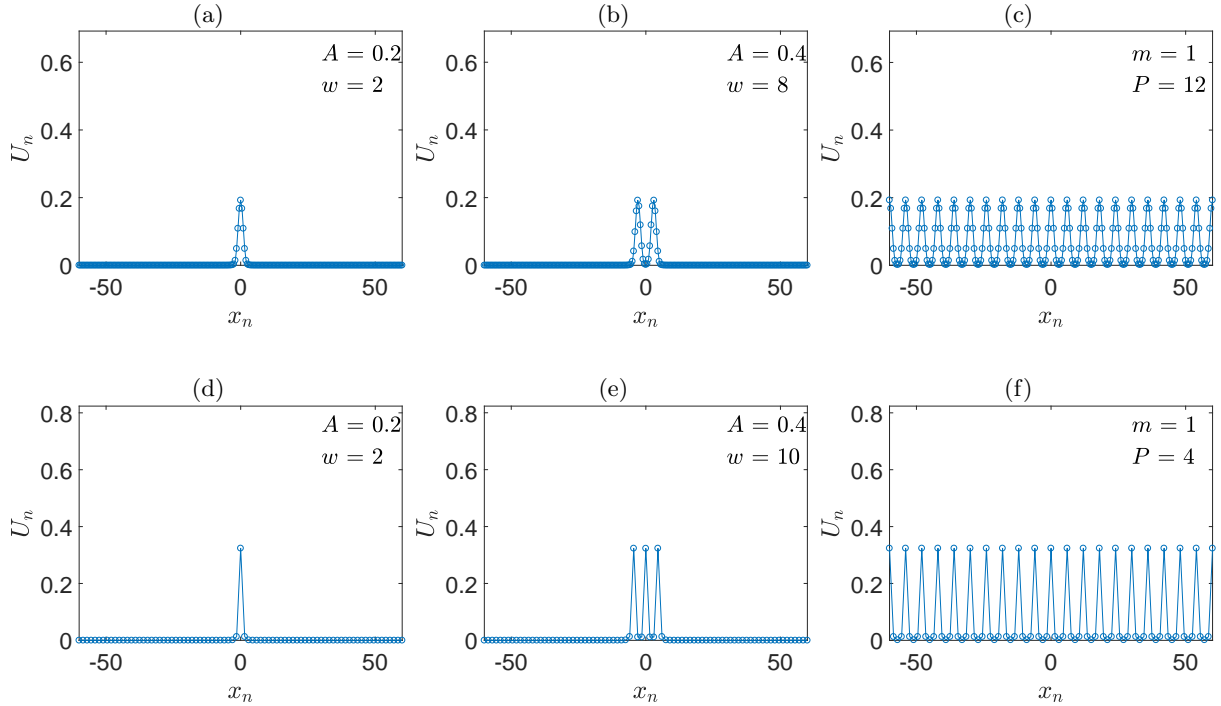 (a)
A = 0.2
w = 2
U_n
0.6
0.4
0.2
0
-50 0 50
x_n
(b)
A = 0.4
w = 8
U_n
0.6
0.4
0.2
0
-50 0 50
x_n
(c)
m = 1
P = 12
U_n
0.6
0.4
0.2
0
-50 0 50
x_n
(d)
A = 0.2
w = 2
U_n
0.8
0.6
0.4
0.2
0
-50 0 50
x_n
(e)
A = 0.4
w = 10
U_n
0.8
0.6
0.4
0.2
0
-50 0 50
x_n
(f)
m = 1
P = 4
U_n
0.8
0.6
0.4
0.2
0
-50 0 50
x_n